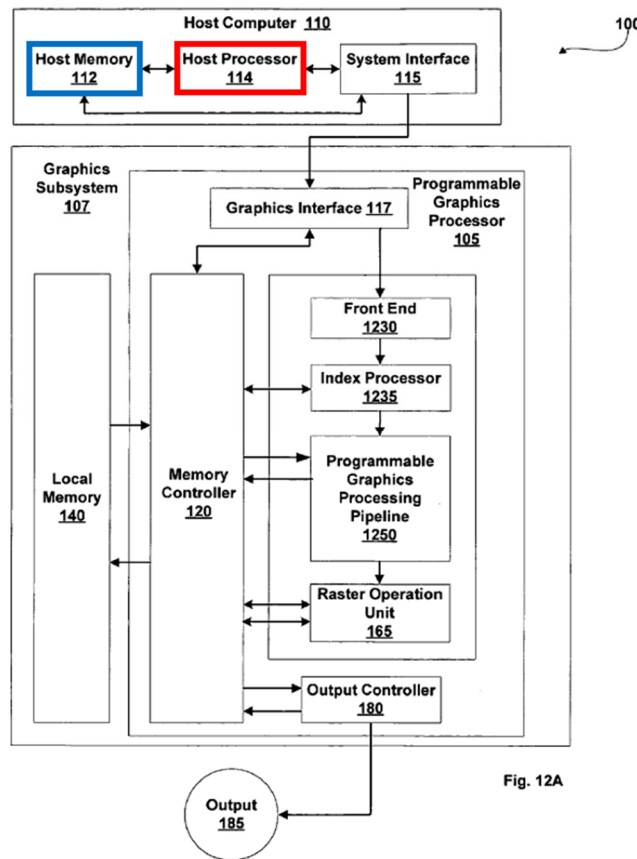 Host Computer 110
100
Host Memory
112
Host Processor
114
System Interface
115
Graphics
Subsystem
107
Programmable
Graphics
Processor
105
Graphics Interface 117
Front End
1230
Index Processor
1235
Local
Memory
140
Memory
Controller
120
Programmable
Graphics
Processing
Pipeline
1250
Raster Operation
Unit
165
Output Controller
180
Output
185
Fig. 12A